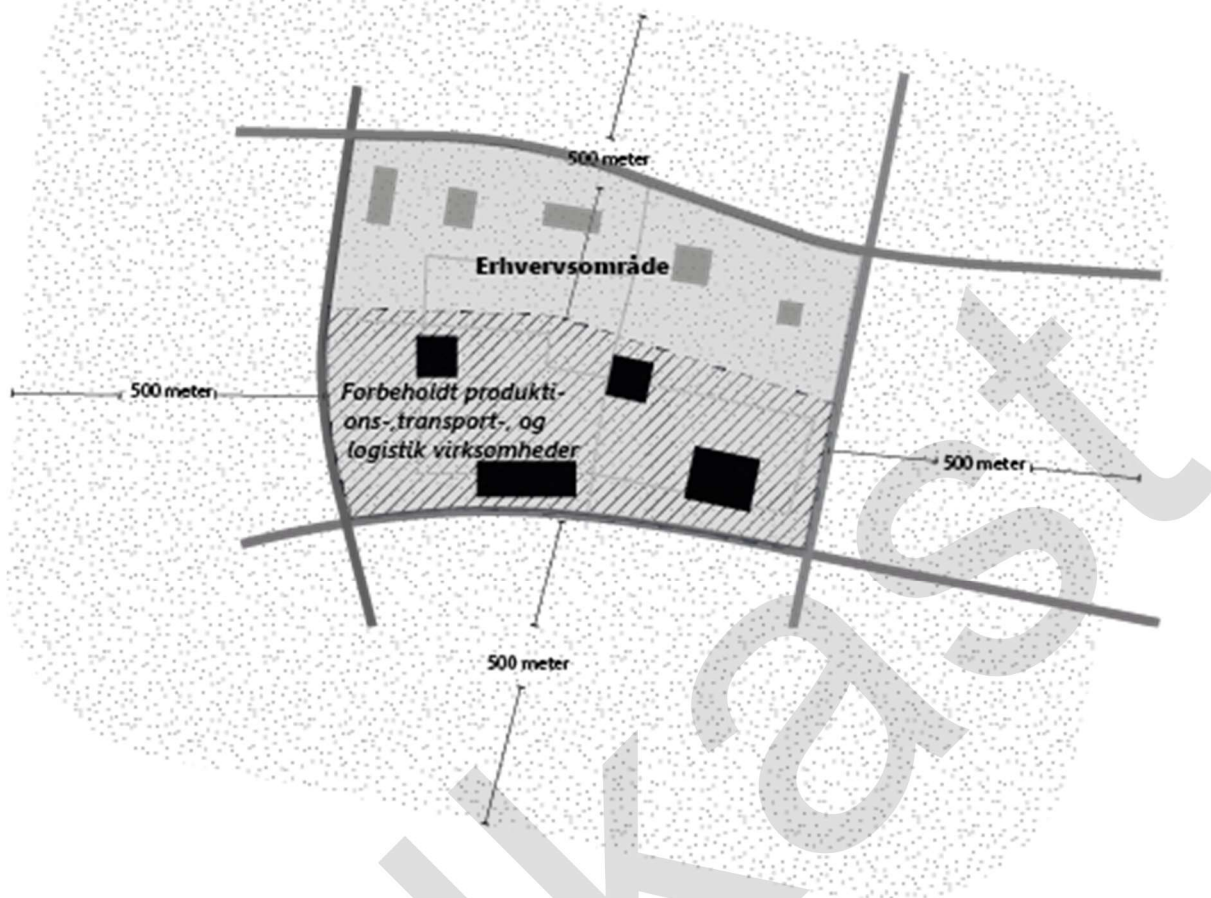 500 meter
Erhvervsområde
500 meter
Forbeholdt produkti-
ons-,transport-, og
logistik virksomheder
500 meter
500 meter